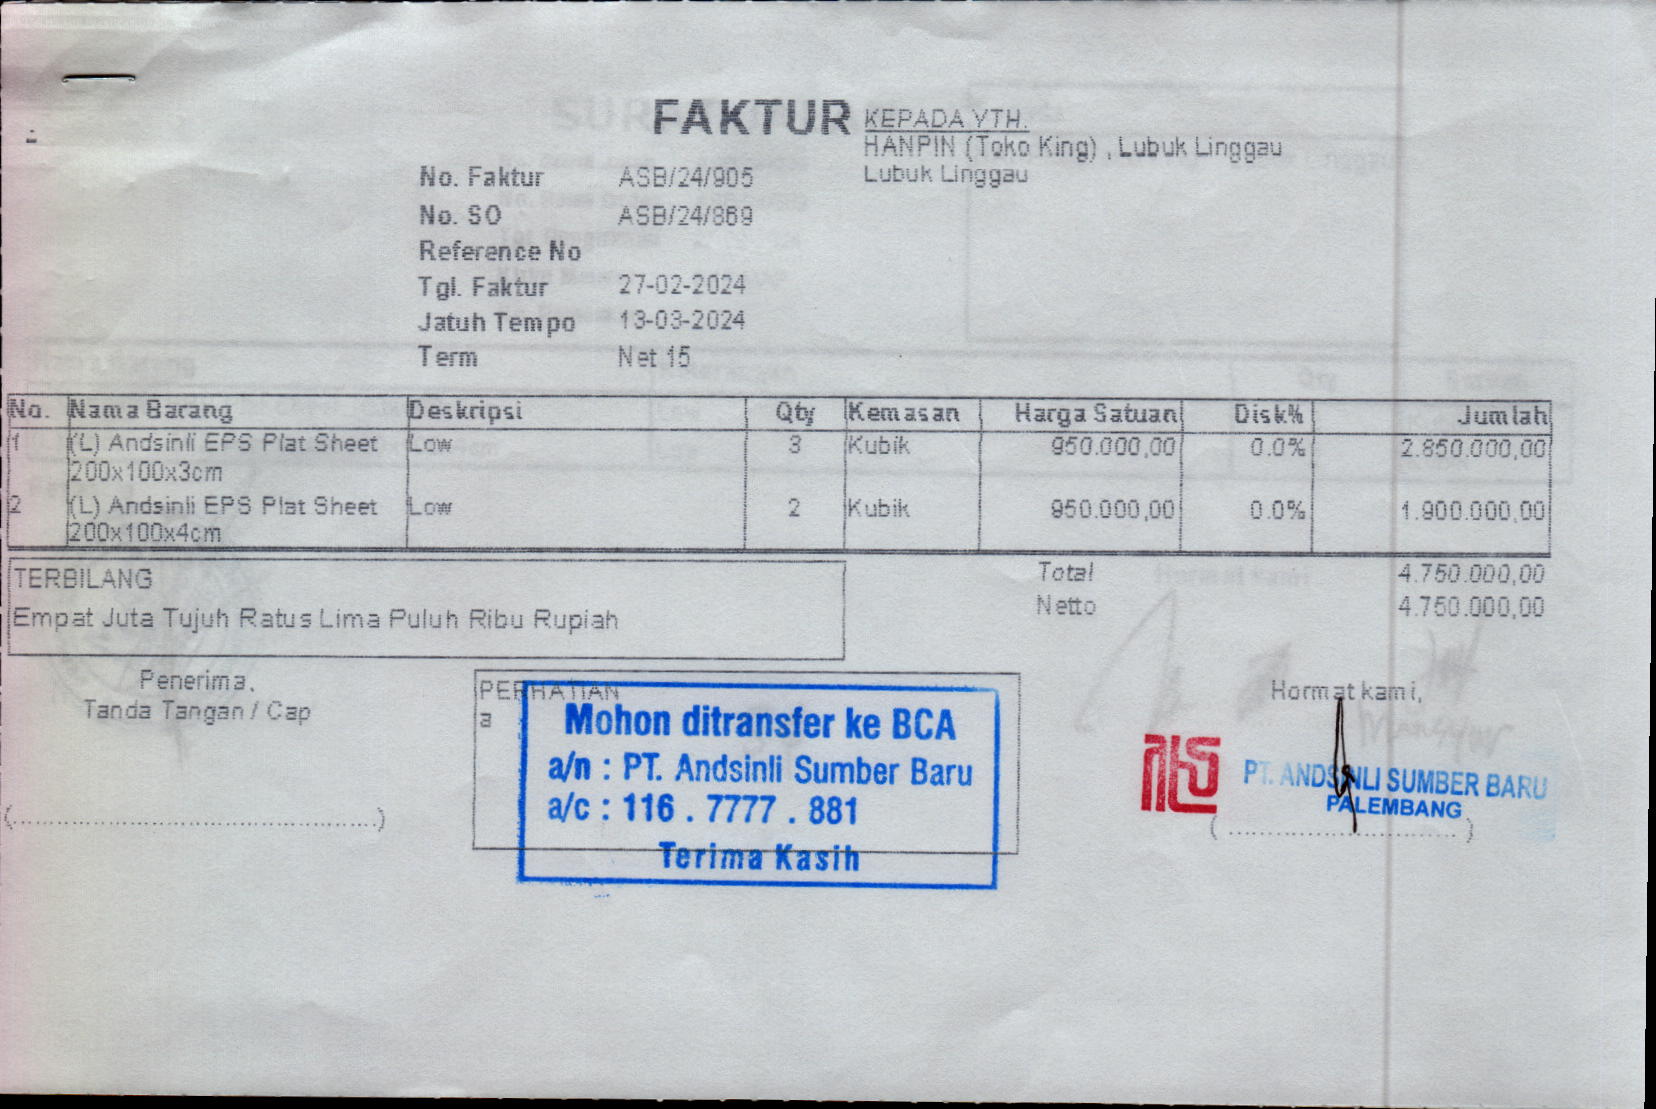 FAKTUR
KEPADA YTH.
HANPIN (Toko King) , Lubuk Linggau
Lubuk Linggau
No. Faktur ASB/24/905
No. SO ASB/24/869
Reference No
Tgl. Faktur 27-02-2024
Jatuh Tempo 13-03-2024
Term Net 15
No. Nama Barang Deskripsi Qty Kemasan Harga Satuan Disk% Jumlah
1 (L) Andsinli EPS Plat Sheet Low 3 Kubik 950.000,00 0.0% 2.850.000,00
200x100x3cm
2 (L) Andsinli EPS Plat Sheet Low 2 Kubik 950.000,00 0.0% 1.900.000,00
200x100x4cm
TERBILANG
Empat Juta Tujuh Ratus Lima Puluh Ribu Rupiah
Total 4.750.000,00
Netto 4.750.000,00
Penerima,
Tanda Tangan / Cap
(....................................................)
PERHATIAN
a
Mohon ditransfer ke BCA
a/n : PT. Andsinli Sumber Baru
a/c : 116 . 7777 . 881
Terima Kasih
Hormat kami,
PT. ANDSINLI SUMBER BARU
PALEMBANG
( ................................ )